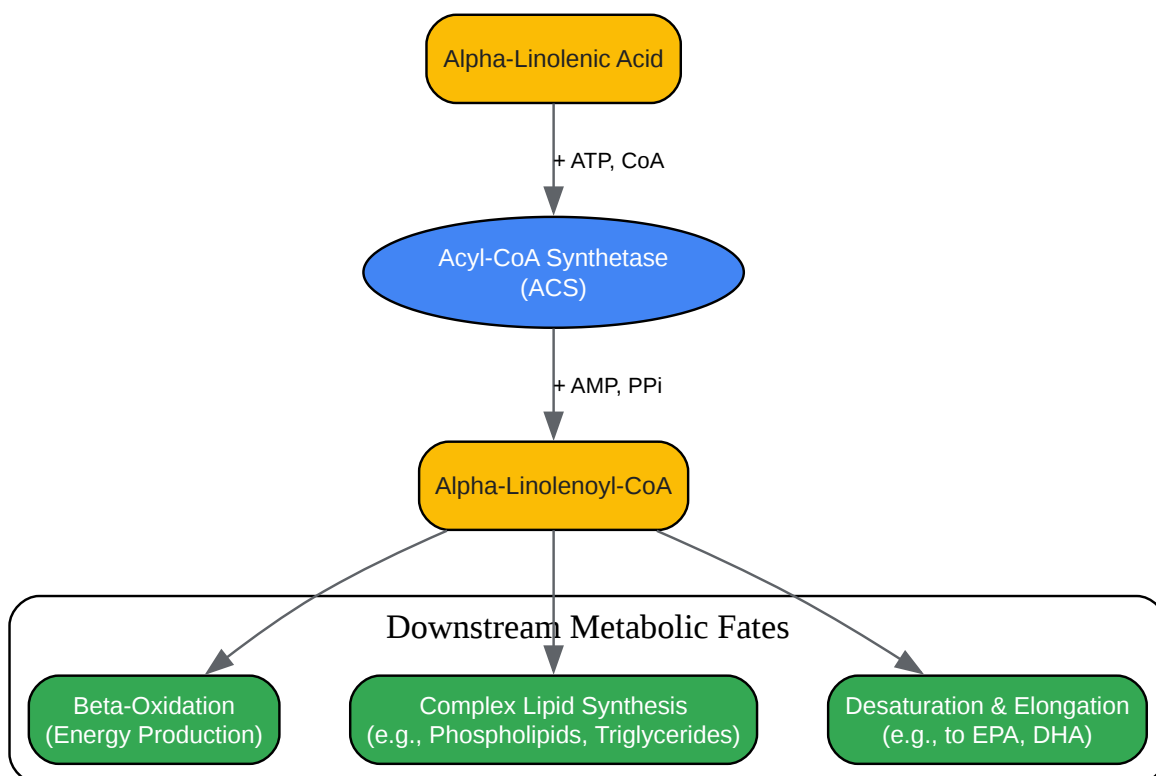 Alpha-Linolenic Acid
+ ATP, CoA
Acyl-CoA Synthetase
(ACS)
+ AMP, PPi
Alpha-Linolenoyl-CoA
Downstream Metabolic Fates
Beta-Oxidation
(Energy Production)
Complex Lipid Synthesis
(e.g., Phospholipids, Triglycerides)
Desaturation & Elongation
(e.g., to EPA, DHA)